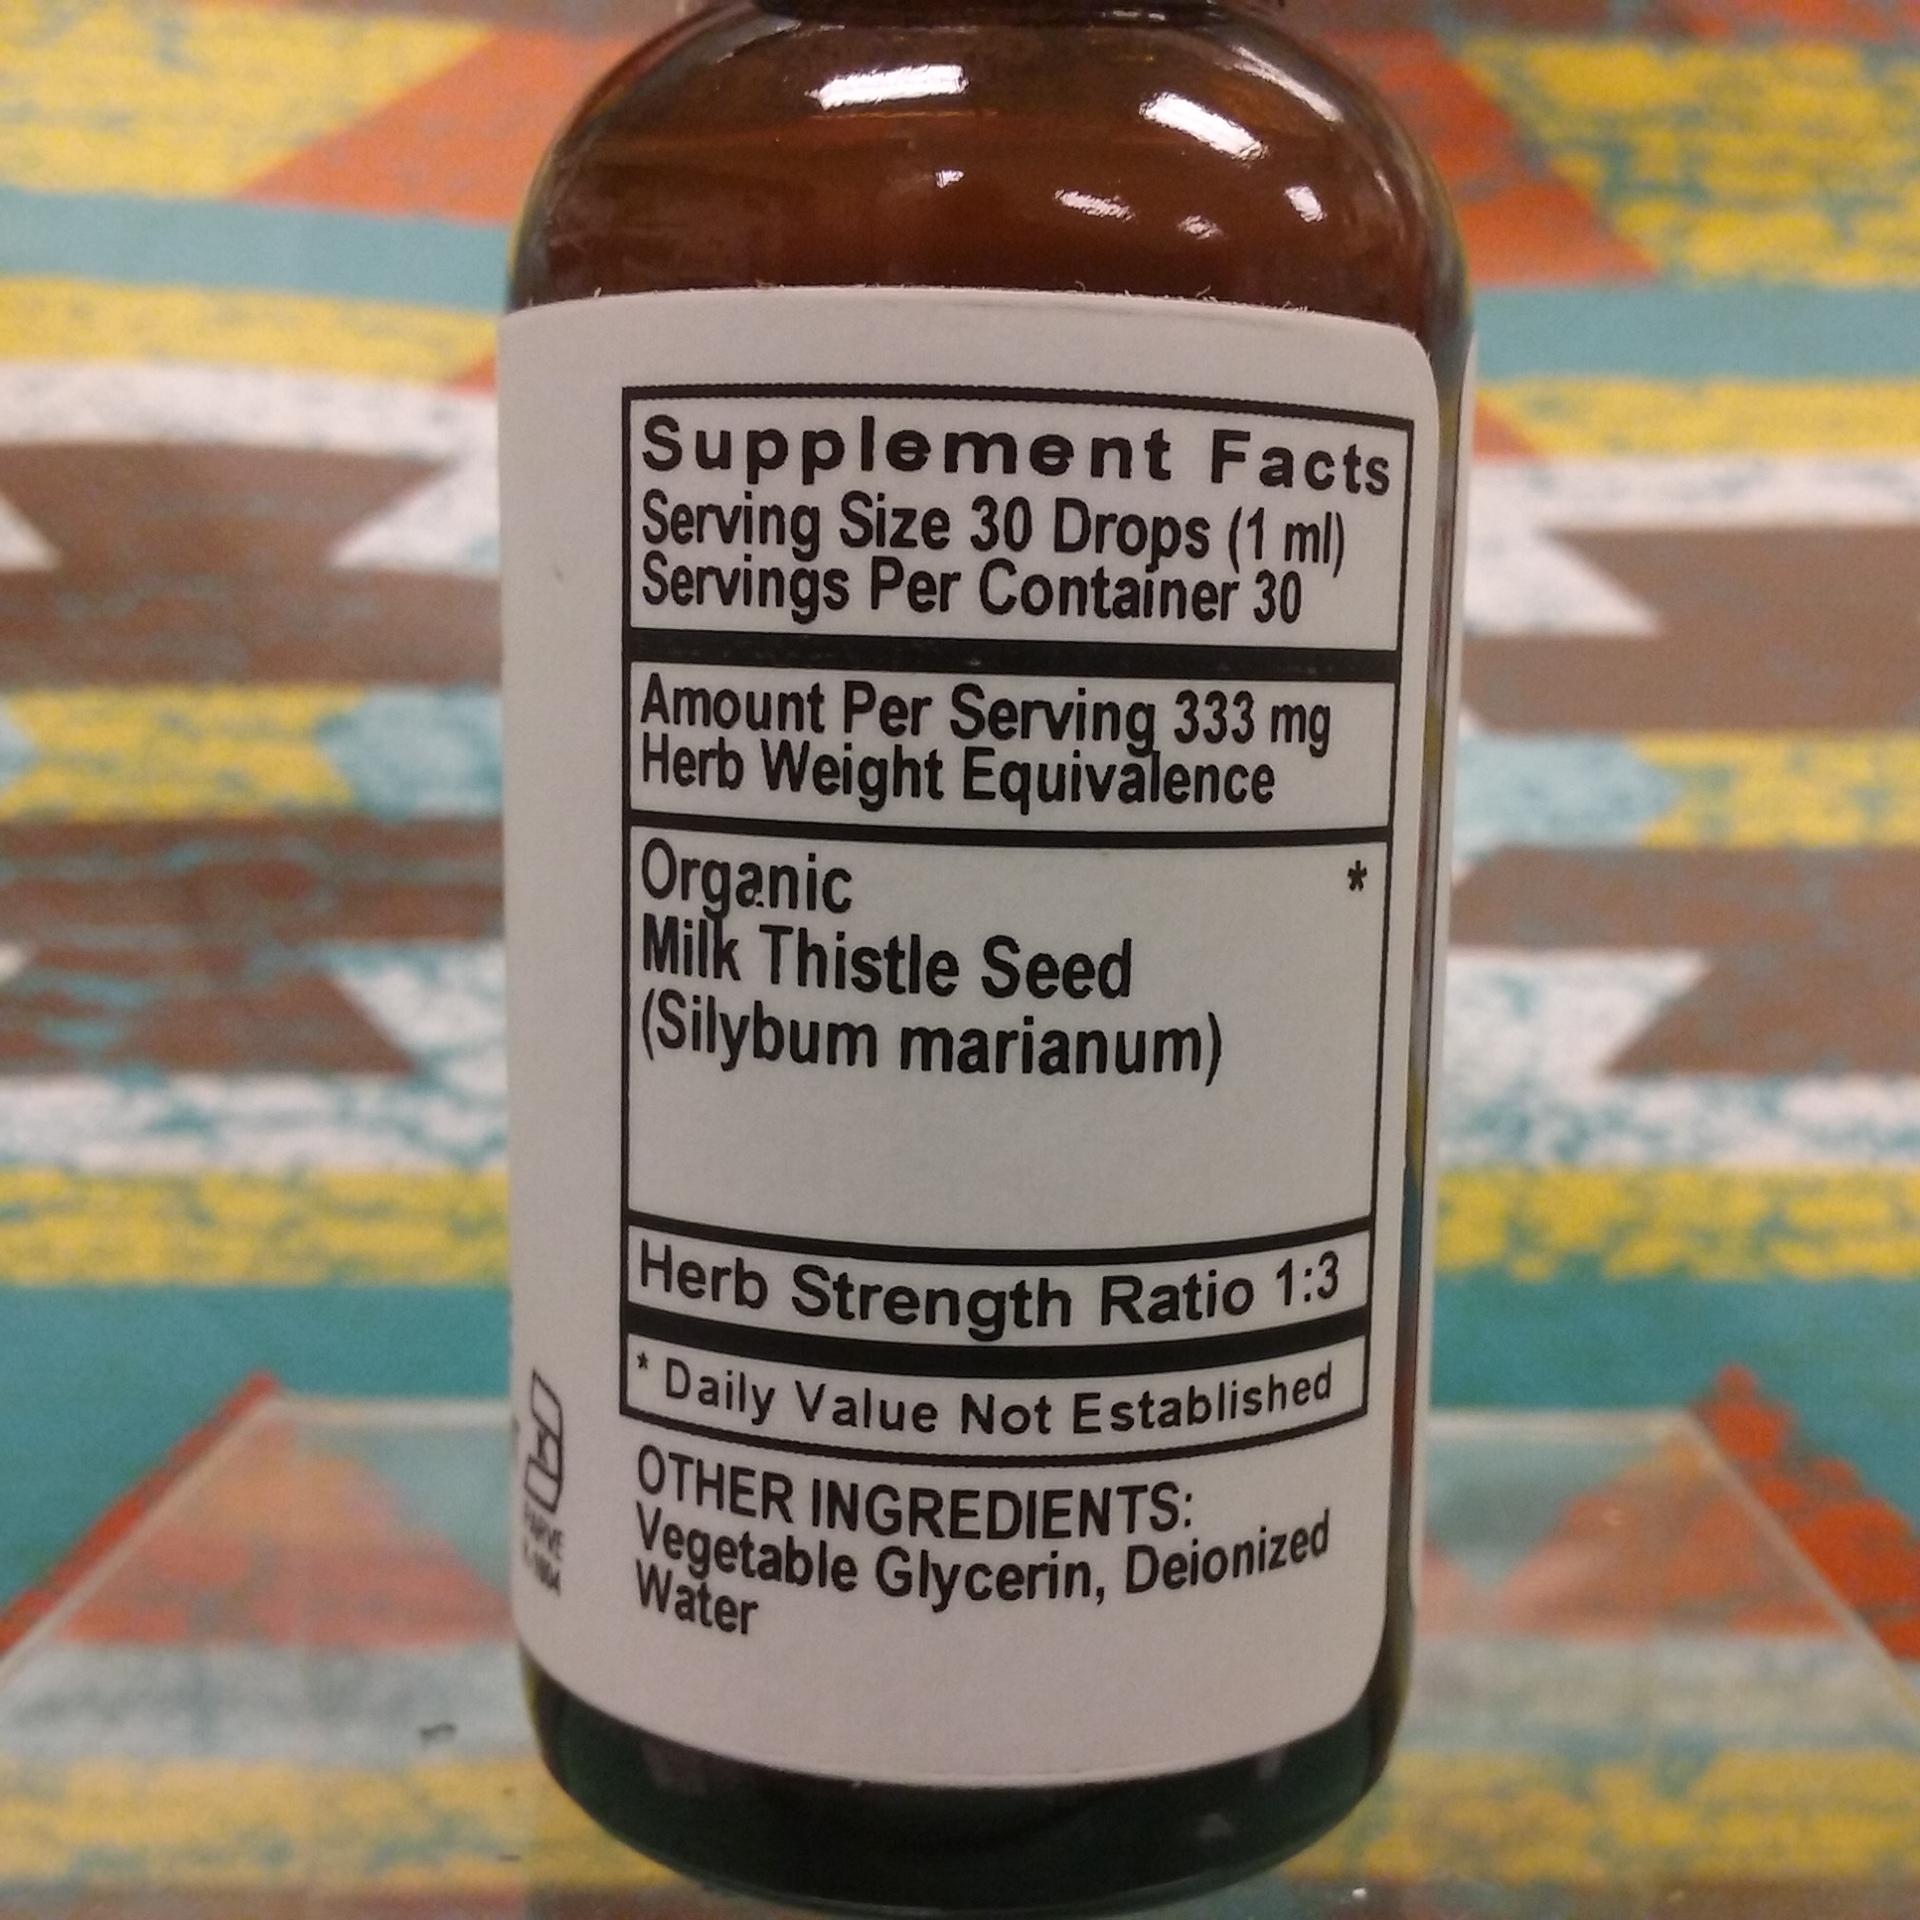 Supplement Facts
Serving Size 30 Drops (1 ml)
Servings Per Container 30
Amount Per Serving 333 mg
Herb Weight Equivalence
Organic *
Milk Thistle Seed
(Silybum marianum)
Herb Strength Ratio 1:3
* Daily Value Not Established
OTHER INGREDIENTS:
Vegetable Glycerin, Deionized
Water